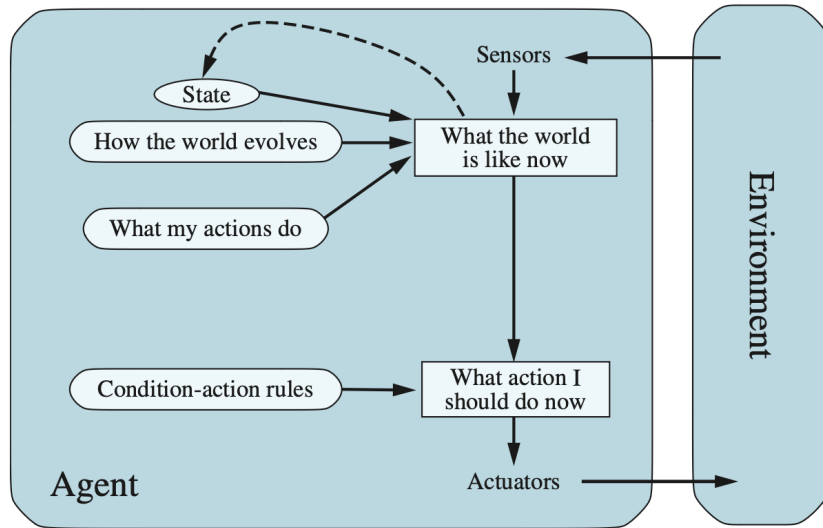 Sensors
State
How the world evolves
What the world
is like now
What my actions do
Environment
Condition-action rules
What action I
should do now
Agent
Actuators